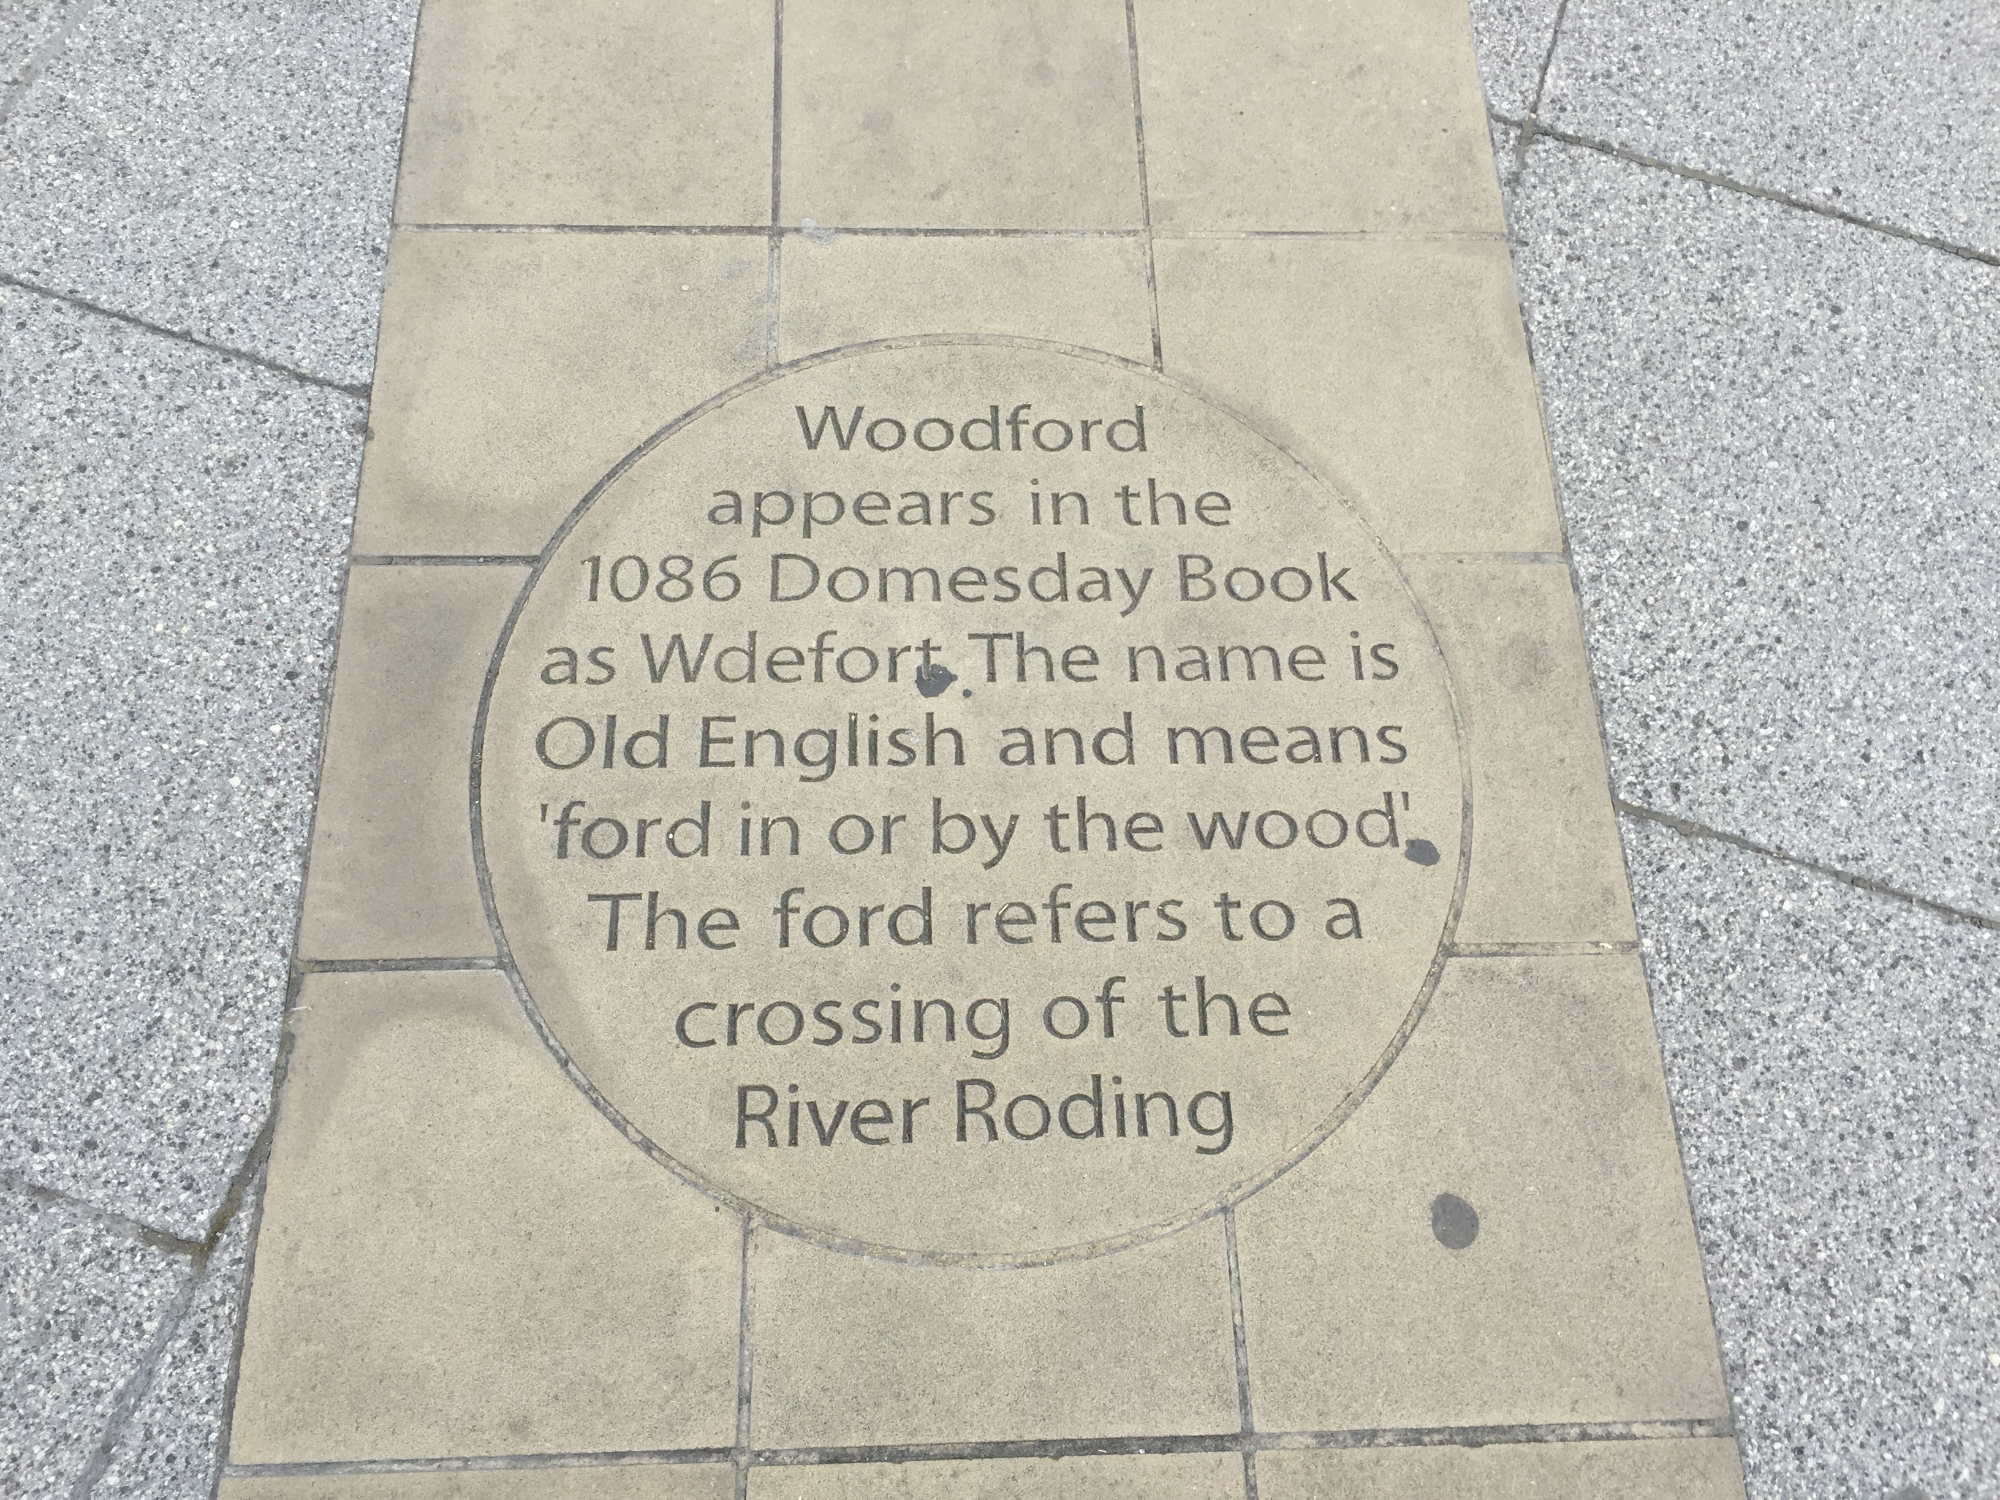 Woodford
appears in the
1086 Domesday Book
as Wdefort. The name is
Old English and means
'ford in or by the wood'.
The ford refers to a
crossing of the
River Roding